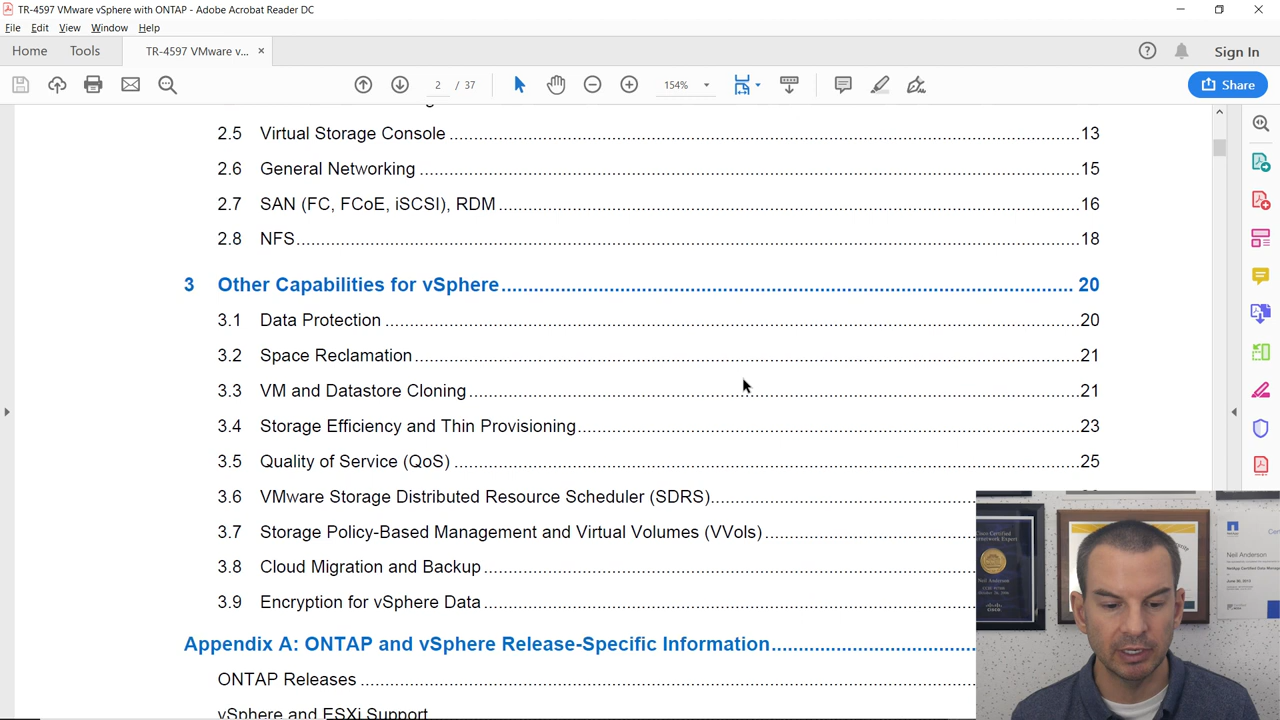 TR-4597 VMware vSphere with ONTAP - Adobe Acrobat Reader DC
File Edit View Window Help
Home Tools TR-4597 VMware v... × Sign In
2 / 37 154% Share
2.5 Virtual Storage Console 13
2.6 General Networking 15
2.7 SAN (FC, FCoE, iSCSI), RDM 16
2.8 NFS 18
3 Other Capabilities for vSphere 20
3.1 Data Protection 20
3.2 Space Reclamation 21
3.3 VM and Datastore Cloning 21
3.4 Storage Efficiency and Thin Provisioning 23
3.5 Quality of Service (QoS) 25
3.6 VMware Storage Distributed Resource Scheduler (SDRS)
3.7 Storage Policy-Based Management and Virtual Volumes (VVols)
3.8 Cloud Migration and Backup
3.9 Encryption for vSphere Data
Appendix A: ONTAP and vSphere Release-Specific Information
ONTAP Releases
vSphere and ESXi Support
Neil Anderson